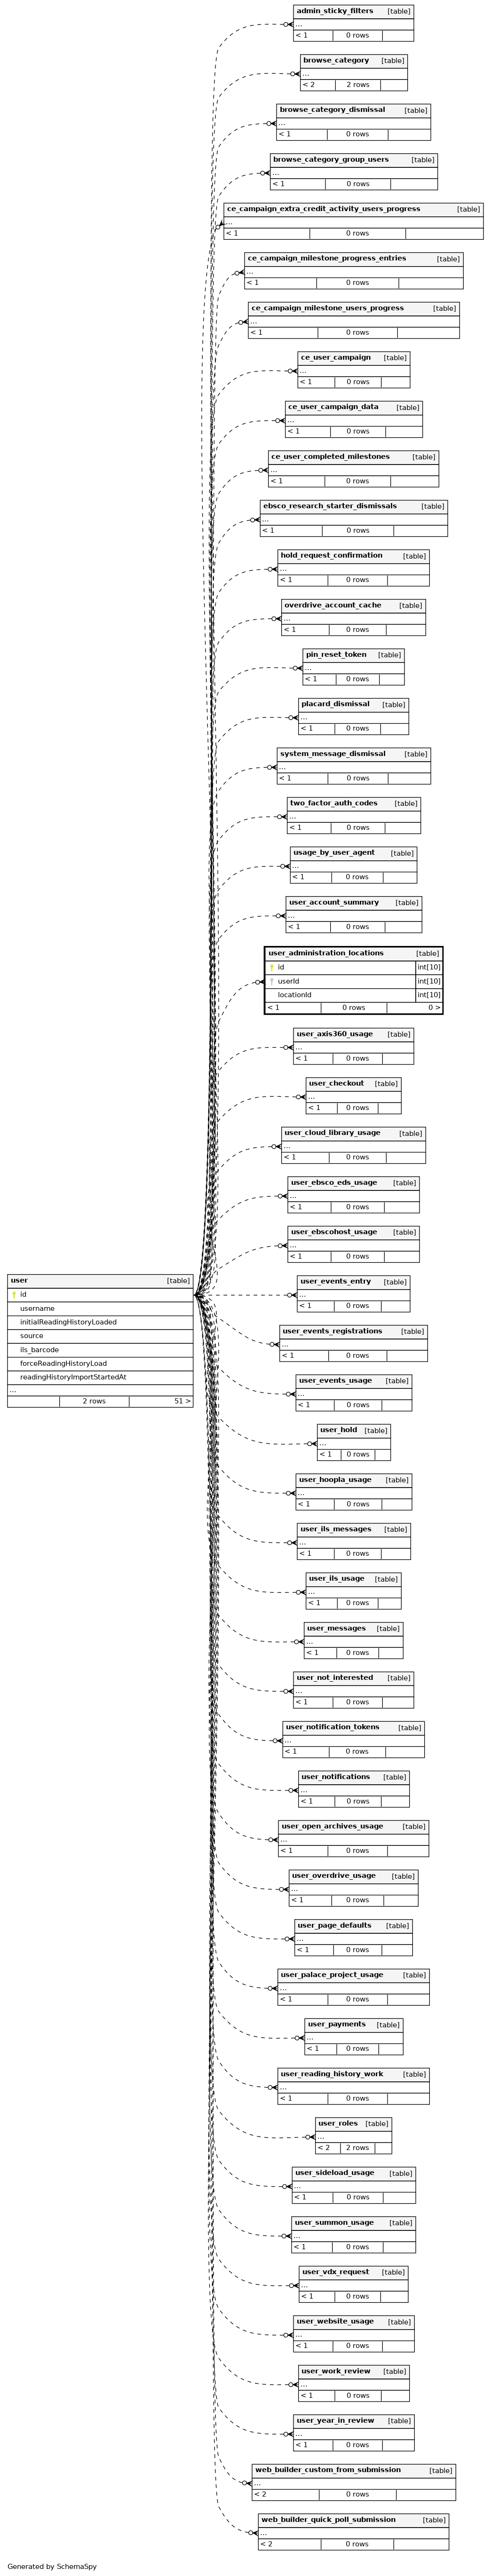 admin_sticky_filters [table]
...
< 1 0 rows
browse_category [table]
...
< 2 2 rows
browse_category_dismissal [table]
...
< 1 0 rows
browse_category_group_users [table]
...
< 1 0 rows
ce_campaign_extra_credit_activity_users_progress [table]
...
< 1 0 rows
ce_campaign_milestone_progress_entries [table]
...
< 1 0 rows
ce_campaign_milestone_users_progress [table]
...
< 1 0 rows
ce_user_campaign [table]
...
< 1 0 rows
ce_user_campaign_data [table]
...
< 1 0 rows
ce_user_completed_milestones [table]
...
< 1 0 rows
ebsco_research_starter_dismissals [table]
...
< 1 0 rows
hold_request_confirmation [table]
...
< 1 0 rows
overdrive_account_cache [table]
...
< 1 0 rows
pin_reset_token [table]
...
< 1 0 rows
placard_dismissal [table]
...
< 1 0 rows
system_message_dismissal [table]
...
< 1 0 rows
two_factor_auth_codes [table]
...
< 1 0 rows
usage_by_user_agent [table]
...
< 1 0 rows
user_account_summary [table]
...
< 1 0 rows
user_administration_locations [table]
id int[10]
userId int[10]
locationId int[10]
< 1 0 rows 0 >
user_axis360_usage [table]
...
< 1 0 rows
user_checkout [table]
...
< 1 0 rows
user_cloud_library_usage [table]
...
< 1 0 rows
user_ebsco_eds_usage [table]
...
< 1 0 rows
user_ebscohost_usage [table]
...
< 1 0 rows
user [table]
id
username
initialReadingHistoryLoaded
source
ils_barcode
forceReadingHistoryLoad
readingHistoryImportStartedAt
...
2 rows 51 >
user_events_entry [table]
...
< 1 0 rows
user_events_registrations [table]
...
< 1 0 rows
user_events_usage [table]
...
< 1 0 rows
user_hold [table]
...
< 1 0 rows
user_hoopla_usage [table]
...
< 1 0 rows
user_ils_messages [table]
...
< 1 0 rows
user_ils_usage [table]
...
< 1 0 rows
user_messages [table]
...
< 1 0 rows
user_not_interested [table]
...
< 1 0 rows
user_notification_tokens [table]
...
< 1 0 rows
user_notifications [table]
...
< 1 0 rows
user_open_archives_usage [table]
...
< 1 0 rows
user_overdrive_usage [table]
...
< 1 0 rows
user_page_defaults [table]
...
< 1 0 rows
user_palace_project_usage [table]
...
< 1 0 rows
user_payments [table]
...
< 1 0 rows
user_reading_history_work [table]
...
< 1 0 rows
user_roles [table]
...
< 2 2 rows
user_sideload_usage [table]
...
< 1 0 rows
user_summon_usage [table]
...
< 1 0 rows
user_vdx_request [table]
...
< 1 0 rows
user_website_usage [table]
...
< 1 0 rows
user_work_review [table]
...
< 1 0 rows
user_year_in_review [table]
...
< 1 0 rows
web_builder_custom_from_submission [table]
...
< 2 0 rows
web_builder_quick_poll_submission [table]
...
< 2 0 rows
Generated by SchemaSpy